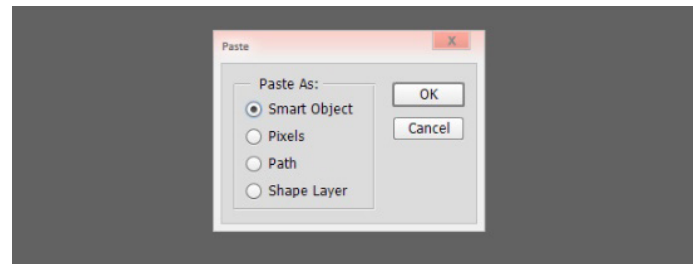 Paste
X
Paste As:
Smart Object
Pixels
Path
Shape Layer
OK
Cancel